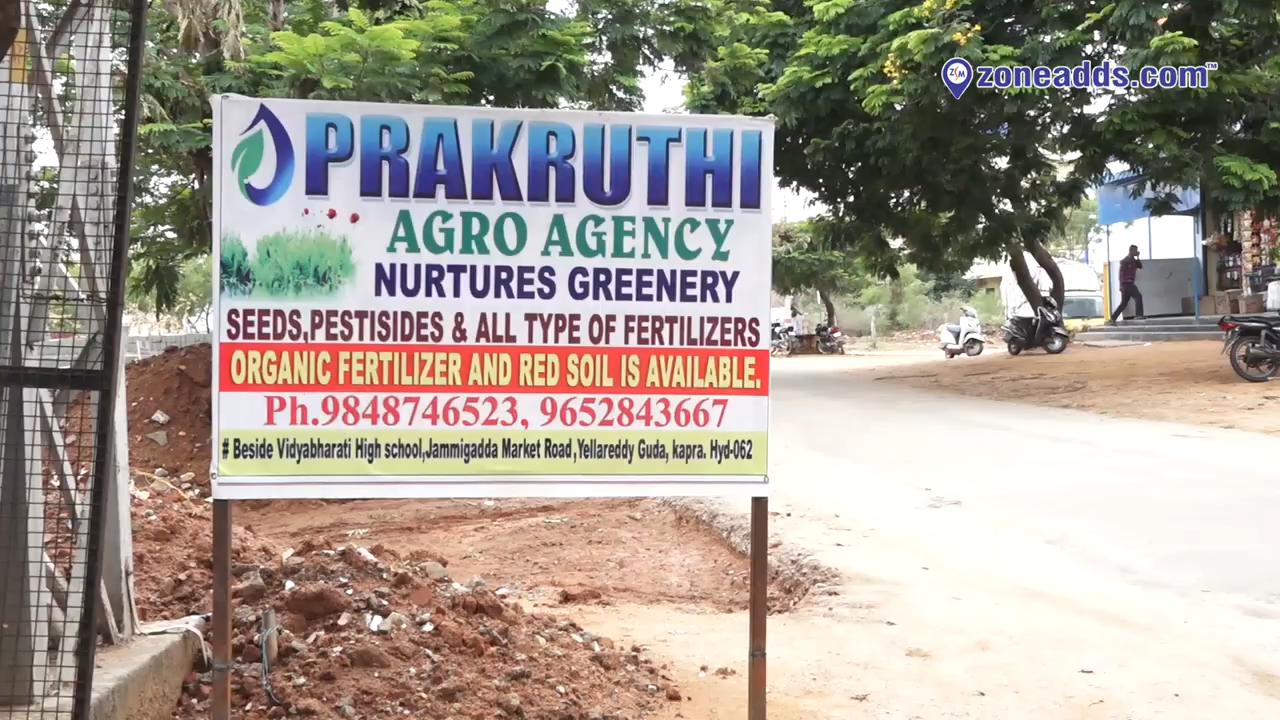 zoneadds.com™
PRAKRUTHI
AGRO AGENCY
NURTURES GREENERY
SEEDS,PESTISIDES & ALL TYPE OF FERTILIZERS
ORGANIC FERTILIZER AND RED SOIL IS AVAILABLE.
Ph.9848746523, 9652843667
# Beside Vidyabharati High school,Jammigadda Market Road,Yellareddy Guda, kapra. Hyd-062